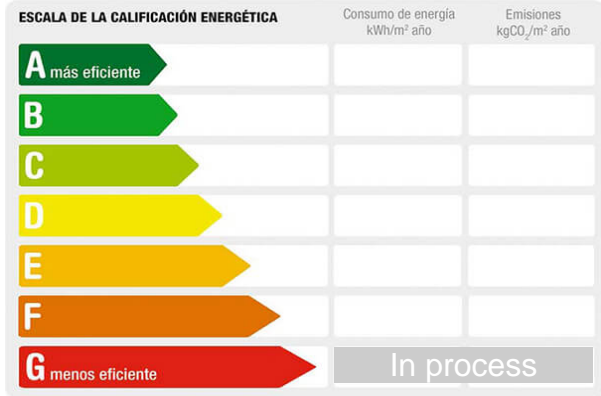 ESCALA DE LA CALIFICACIÓN ENERGÉTICA
Consumo de energía
kWh/m² año
Emisiones
kgCO₂/m² año
A más eficiente
B
C
D
E
F
G menos eficiente
In process